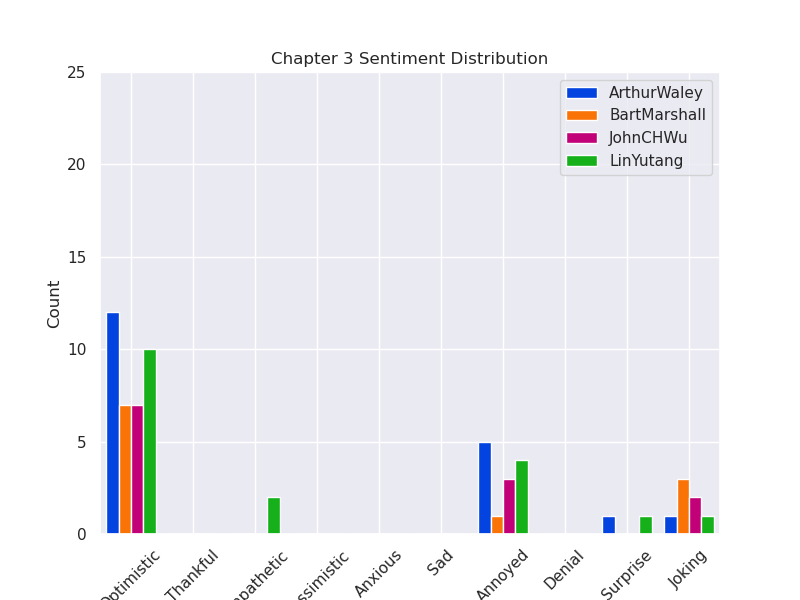 Chapter 3 Sentiment Distribution
25
20
15
10
5
0
Count
ArthurWaley
BartMarshall
JohnCHWu
LinYutang
Thankful
Anxious
Sad
Annoyed
Denial
Surprise
Joking